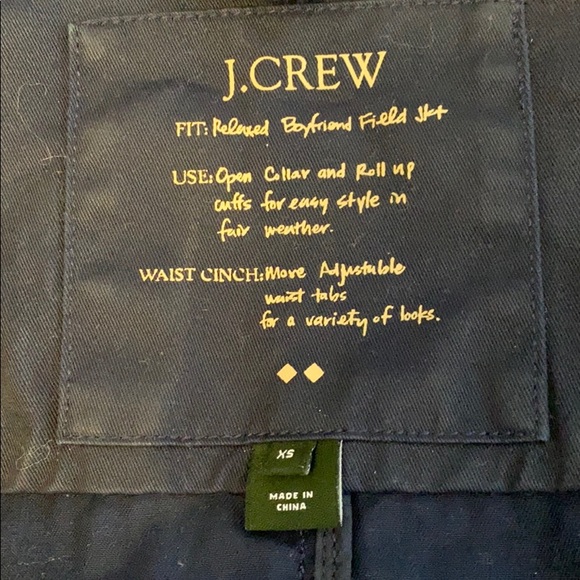 J.CREW
FIT: Relaxed Boyfriend Field Jkt
USE: Open Collar and Roll up
cuffs for easy style in
fair weather.
WAIST CINCH: Move Adjustable
waist tabs
for a variety of looks.
XS
MADE IN
CHINA